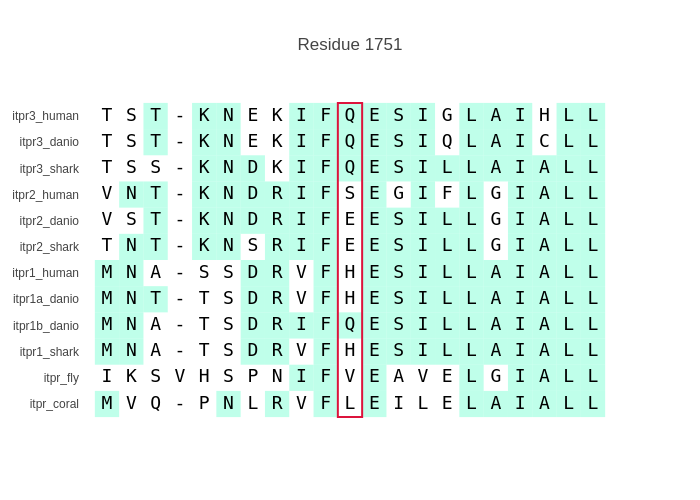 Residue 1751
itpr3_human T S T - K N E K I F Q E S I G L A I H L L
itpr3_danio T S T - K N E K I F Q E S I Q L A I C L L
itpr3_shark T S S - K N D K I F Q E S I L L A I A L L
itpr2_human V N T - K N D R I F S E G I F L G I A L L
itpr2_danio V S T - K N D R I F E E S I L L G I A L L
itpr2_shark T N T - K N S R I F E E S I L L G I A L L
itpr1_human M N A - S S D R V F H E S I L L A I A L L
itpr1a_danio M N T - T S D R V F H E S I L L A I A L L
itpr1b_danio M N A - T S D R I F Q E S I L L A I A L L
itpr1_shark M N A - T S D R V F H E S I L L A I A L L
itpr_fly I K S V H S P N I F V E A V E L G I A L L
itpr_coral M V Q - P N L R V F L E I L E L A I A L L